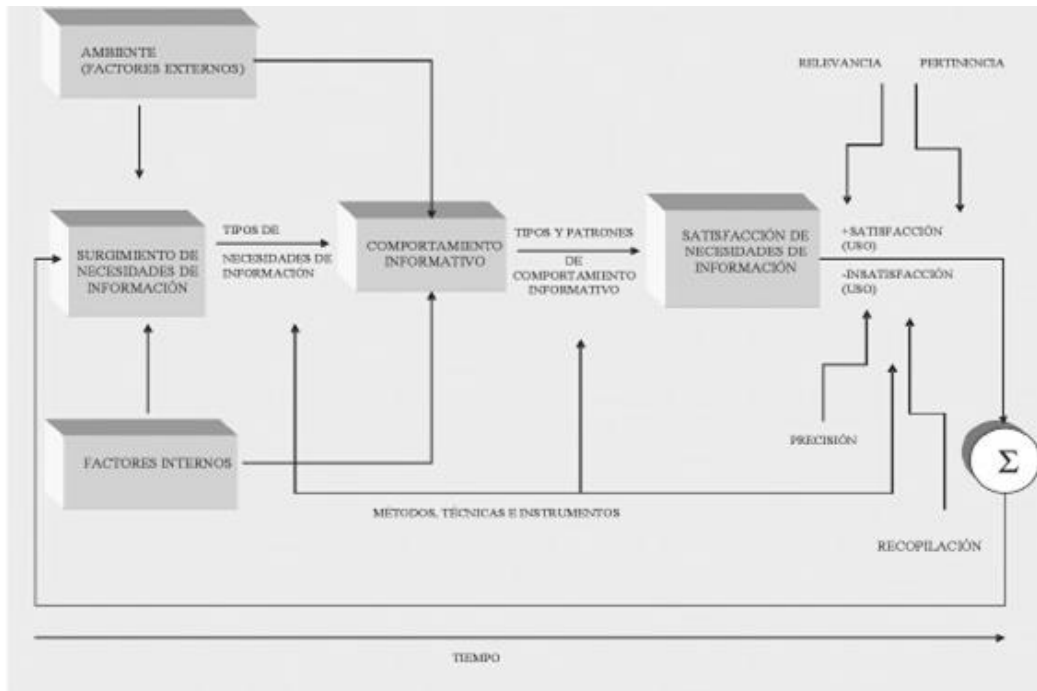 AMBIENTE
(FACTORES EXTERNOS)
RELEVANCIA
PERTINENCIA
SURGIMIENTO DE
NECESIDADES DE
INFORMACIÓN
TIPOS DE
NECESIDADES DE
INFORMACIÓN
COMPORTAMIENTO
INFORMATIVO
TIPOS Y PATRONES
DE
COMPORTAMIENTO
INFORMATIVO
SATISFACCIÓN DE
NECESIDADES DE
INFORMACIÓN
+SATISFACCIÓN
(USO)
-INSATISFACCIÓN
(USO)
FACTORES INTERNOS
PRECISIÓN
Σ
MÉTODOS, TÉCNICAS E INSTRUMENTOS
RECOPILACIÓN
TIEMPO